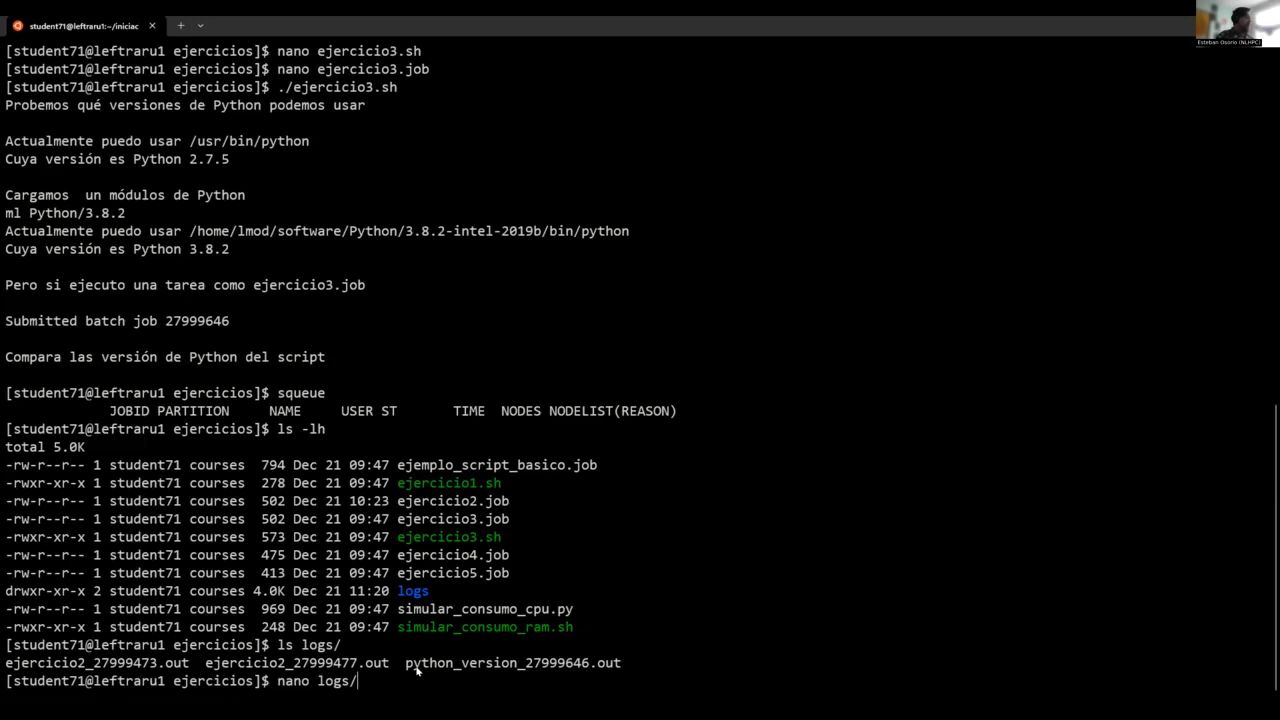 student71@leftraru1:~/iniciac
[student71@leftraru1 ejercicios]$ nano ejercicio3.sh
[student71@leftraru1 ejercicios]$ nano ejercicio3.job
[student71@leftraru1 ejercicios]$ ./ejercicio3.sh
Probemos qué versiones de Python podemos usar
Actualmente puedo usar /usr/bin/python
Cuya versión es Python 2.7.5
Cargamos  un módulos de Python
ml Python/3.8.2
Actualmente puedo usar /home/lmod/software/Python/3.8.2-intel-2019b/bin/python
Cuya versión es Python 3.8.2
Pero si ejecuto una tarea como ejercicio3.job
Submitted batch job 27999646
Compara las versión de Python del script
[student71@leftraru1 ejercicios]$ squeue
             JOBID PARTITION     NAME     USER ST       TIME  NODES NODELIST(REASON)
[student71@leftraru1 ejercicios]$ ls -lh
total 5.0K
-rw-r--r-- 1 student71 courses  794 Dec 21 09:47 ejemplo_script_basico.job
-rwxr-xr-x 1 student71 courses  278 Dec 21 09:47 ejercicio1.sh
-rw-r--r-- 1 student71 courses  502 Dec 21 10:23 ejercicio2.job
-rw-r--r-- 1 student71 courses  502 Dec 21 09:47 ejercicio3.job
-rwxr-xr-x 1 student71 courses  573 Dec 21 09:47 ejercicio3.sh
-rw-r--r-- 1 student71 courses  475 Dec 21 09:47 ejercicio4.job
-rw-r--r-- 1 student71 courses  413 Dec 21 09:47 ejercicio5.job
drwxr-xr-x 2 student71 courses 4.0K Dec 21 11:20 logs
-rw-r--r-- 1 student71 courses  969 Dec 21 09:47 simular_consumo_cpu.py
-rwxr-xr-x 1 student71 courses  248 Dec 21 09:47 simular_consumo_ram.sh
[student71@leftraru1 ejercicios]$ ls logs/
ejercicio2_27999473.out  ejercicio2_27999477.out  python_version_27999646.out
[student71@leftraru1 ejercicios]$ nano logs/
Esteban Osorio (NLHPC)